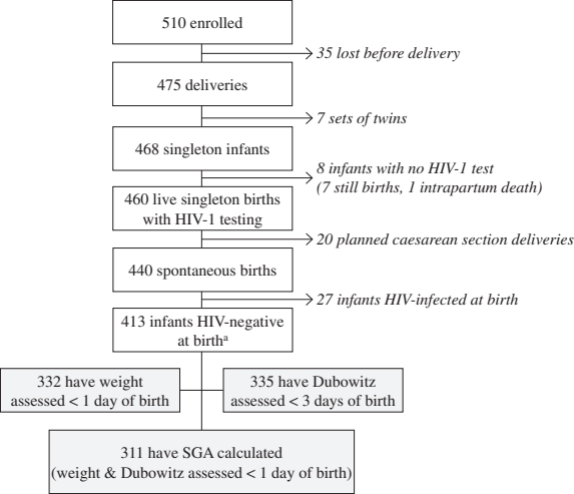 510 enrolled
35 lost before delivery
475 deliveries
7 sets of twins
468 singleton infants
8 infants with no HIV-1 test
(7 still births, 1 intrapartum death)
460 live singleton births
with HIV-1 testing
20 planned caesarean section deliveries
440 spontaneous births
27 infants HIV-infected at birth
413 infants HIV-negative
at birthᵃ
332 have weight
assessed < 1 day of birth
335 have Dubowitz
assessed < 3 days of birth
311 have SGA calculated
(weight & Dubowitz assessed < 1 day of birth)